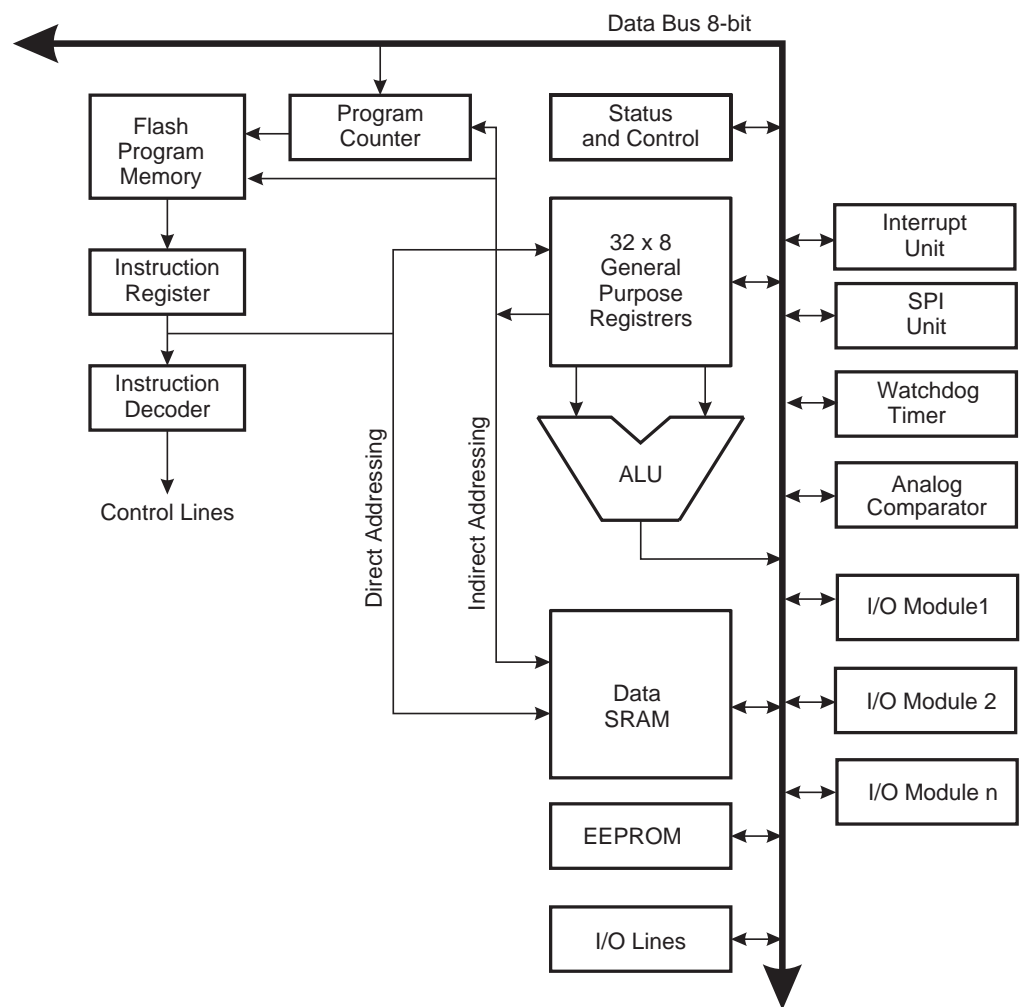 Data Bus 8-bit
Flash
Program
Memory
Program
Counter
Status
and Control
Interrupt
Unit
32 x 8
General
Purpose
Registrers
Instruction
Register
SPI
Unit
Instruction
Decoder
Watchdog
Timer
ALU
Analog
Comparator
Control Lines
Direct Addressing
Indirect Addressing
I/O Module1
Data
SRAM
I/O Module 2
I/O Module n
EEPROM
I/O Lines